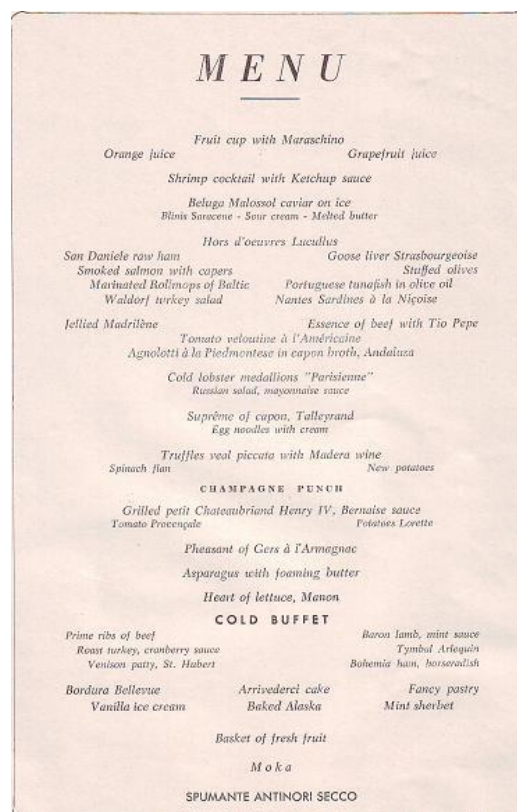 MENU
Fruit cup with Maraschino
Orange juice Grapefruit juice
Shrimp cocktail with Ketchup sauce
Beluga Malossol caviar on ice
Blinis Saracene - Sour cream - Melted butter
Hors d'oeuvres Lucullus
San Daniele raw ham Goose liver Strasbourgeoise
Smoked salmon with capers Stuffed olives
Marinated Rollmops of Baltic Portuguese tunafish in olive oil
Waldorf turkey salad Nantes Sardines à la Niçoise
Jellied Madrilène Essence of beef with Tio Pepe
Tomato veloutine à l'Américaine
Agnolotti à la Piedmontese in capon broth, Andalusa
Cold lobster medallions "Parisienne"
Russian salad, mayonnaise sauce
Suprême of capon, Talleyrand
Egg noodles with cream
Truffles veal piccata with Madera wine
Spinach flan New potatoes
CHAMPAGNE PUNCH
Grilled petit Chateaubriand Henry IV, Bernaise sauce
Tomato Provençale Potatoes Lorette
Pheasant of Gers à l'Armagnac
Asparagus with foaming butter
Heart of lettuce, Manon
COLD BUFFET
Prime ribs of beef Baron lamb, mint sauce
Roast turkey, cranberry sauce Tymbal Arlequin
Venison patty, St. Hubert Bohemia ham, horseradish
Bordura Bellevue Arrivederci cake Fancy pastry
Vanilla ice cream Baked Alaska Mint sherbet
Basket of fresh fruit
Moka
SPUMANTE ANTINORI SECCO